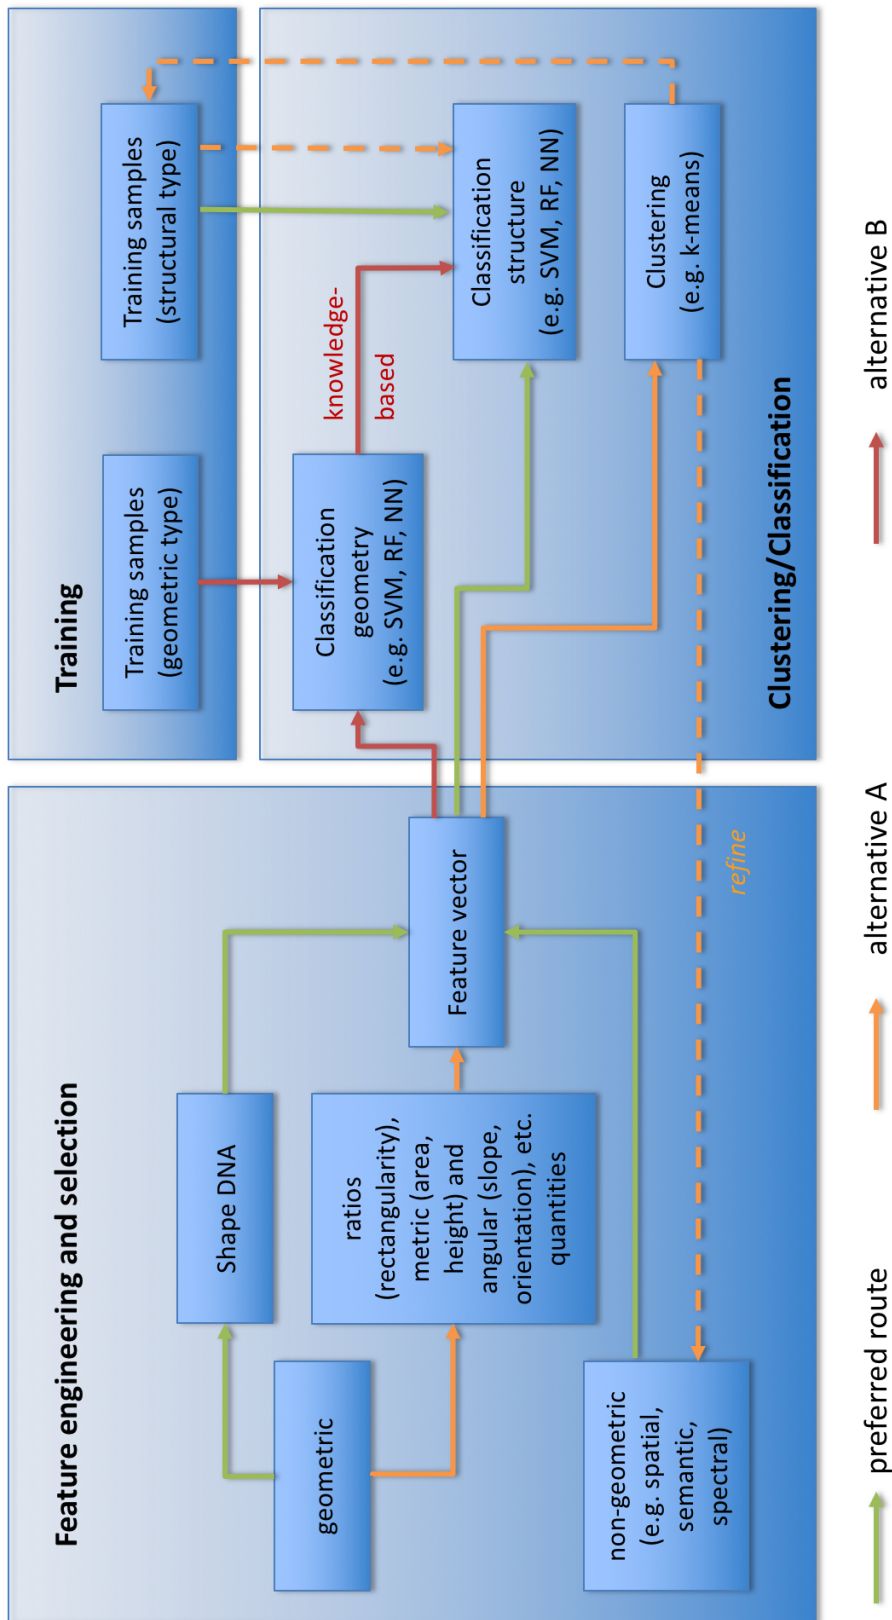 Feature engineering and selection
geometric
Shape DNA
ratios
(rectangularity),
metric (area,
height) and
angular (slope,
orientation), etc.
quantities
non-geometric
(e.g. spatial,
semantic,
spectral)
Feature vector
refine
Training
Training samples
(geometric type)
Training samples
(structural type)
Classification
geometry
(e.g. SVM, RF, NN)
knowledge-
based
Classification
structure
(e.g. SVM, RF, NN)
Clustering
(e.g. k-means)
Clustering/Classification
preferred route
alternative A
alternative B